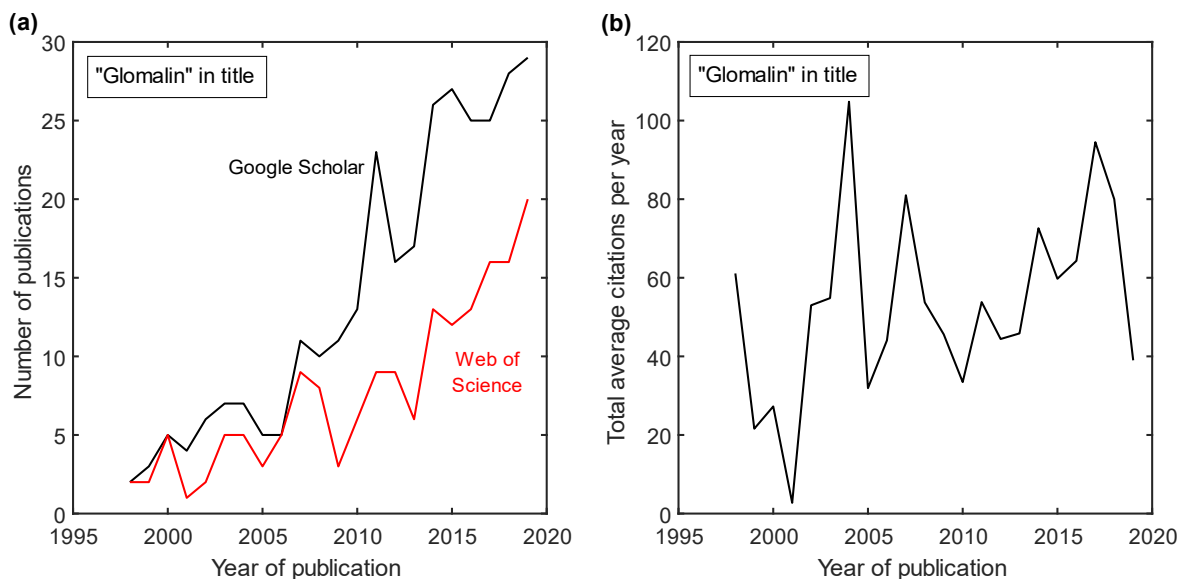 (a)
"Glomalin" in title
Number of publications
30
25
20
15
10
5
0
Google Scholar
Web of
Science
1995 2000 2005 2010 2015 2020
Year of publication
(b)
"Glomalin" in title
Total average citations per year
120
100
80
60
40
20
0
1995 2000 2005 2010 2015 2020
Year of publication